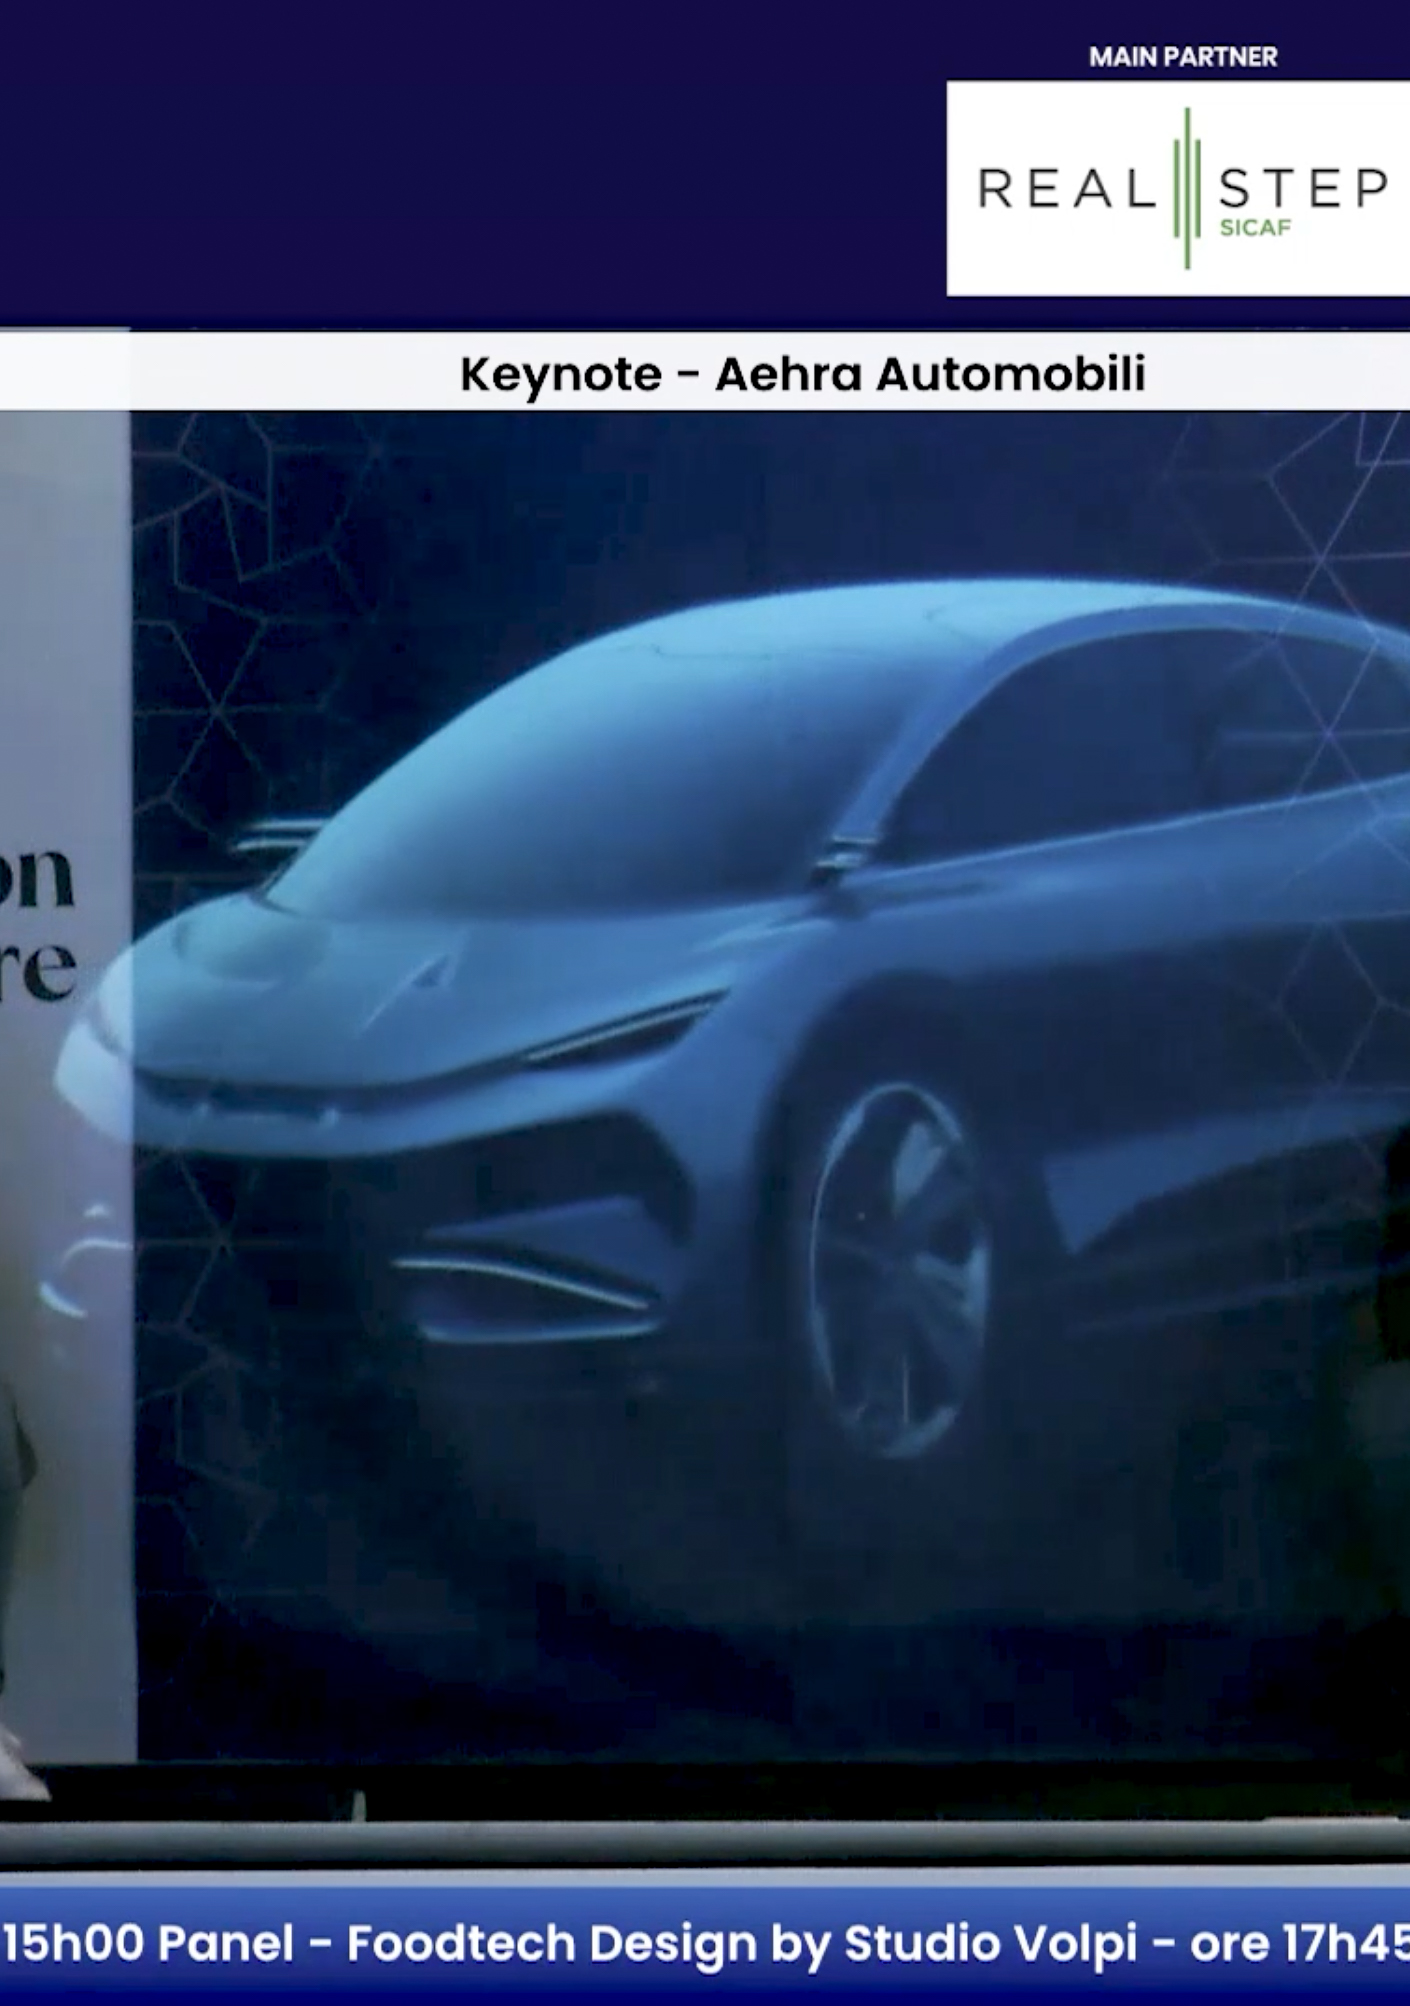 MAIN PARTNER
REAL STEP
SICAF
Keynote - Aehra Automobili
on
re
15h00 Panel - Foodtech Design by Studio Volpi - ore 17h45